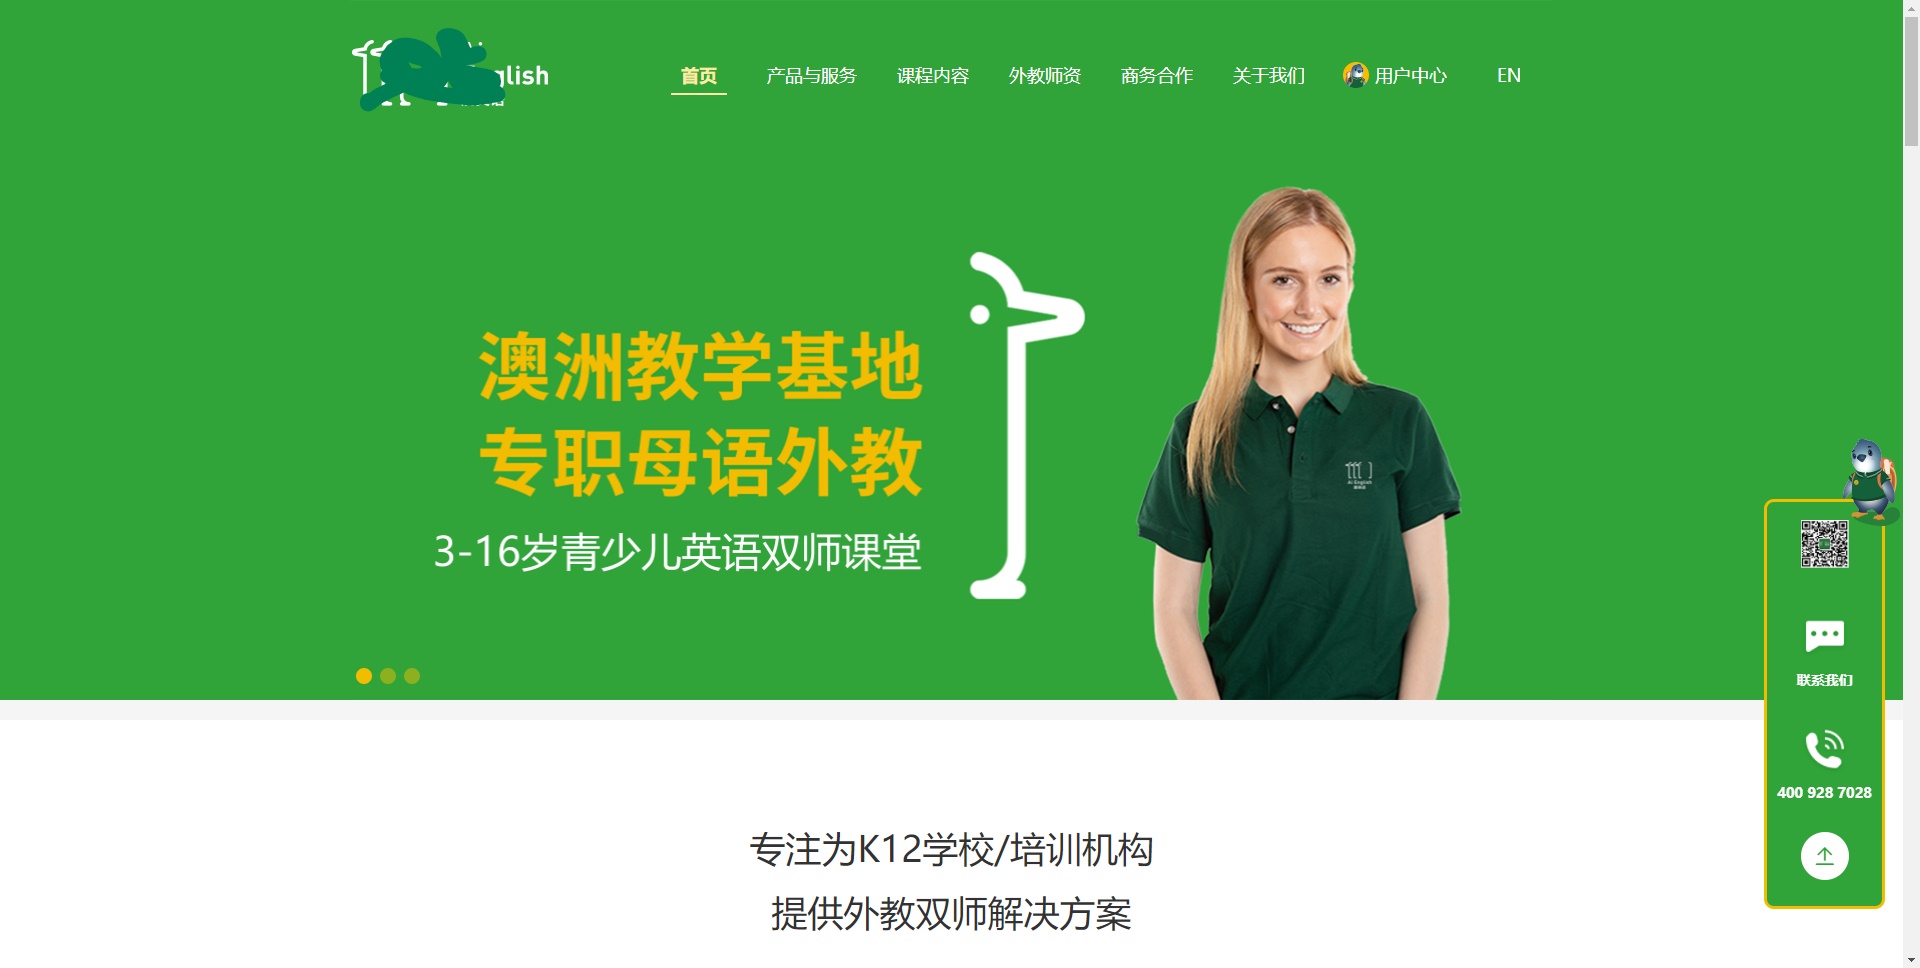 glish
首页
产品与服务
课程内容
外教师资
商务合作
关于我们
用户中心
EN
澳洲教学基地
专职母语外教
3-16岁青少儿英语双师课堂
Ai English
联系我们
400 928 7028
专注为K12学校/培训机构
提供外教双师解决方案